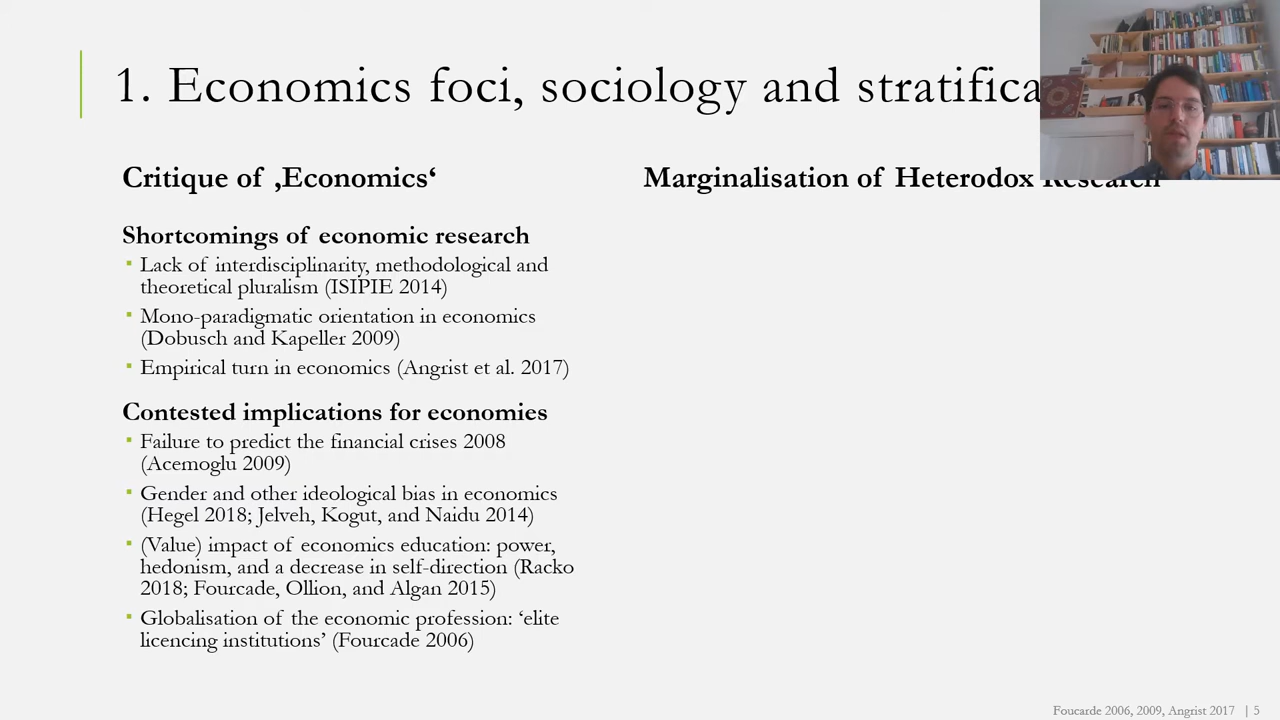 1. Economics foci, sociology and stratifica
Critique of ‚Economics‘
Shortcomings of economic research
▪ Lack of interdisciplinarity, methodological and
theoretical pluralism (ISIPIE 2014)
▪ Mono-paradigmatic orientation in economics
(Dobusch and Kapeller 2009)
▪ Empirical turn in economics (Angrist et al. 2017)
Contested implications for economies
▪ Failure to predict the financial crises 2008
(Acemoglu 2009)
▪ Gender and other ideological bias in economics
(Hegel 2018; Jelveh, Kogut, and Naidu 2014)
▪ (Value) impact of economics education: power,
hedonism, and a decrease in self-direction (Racko
2018; Fourcade, Ollion, and Algan 2015)
▪ Globalisation of the economic profession: ‘elite
licencing institutions’ (Fourcade 2006)
Marginalisation of Heterodox Research
Foucarde 2006, 2009, Angrist 2017 | 5